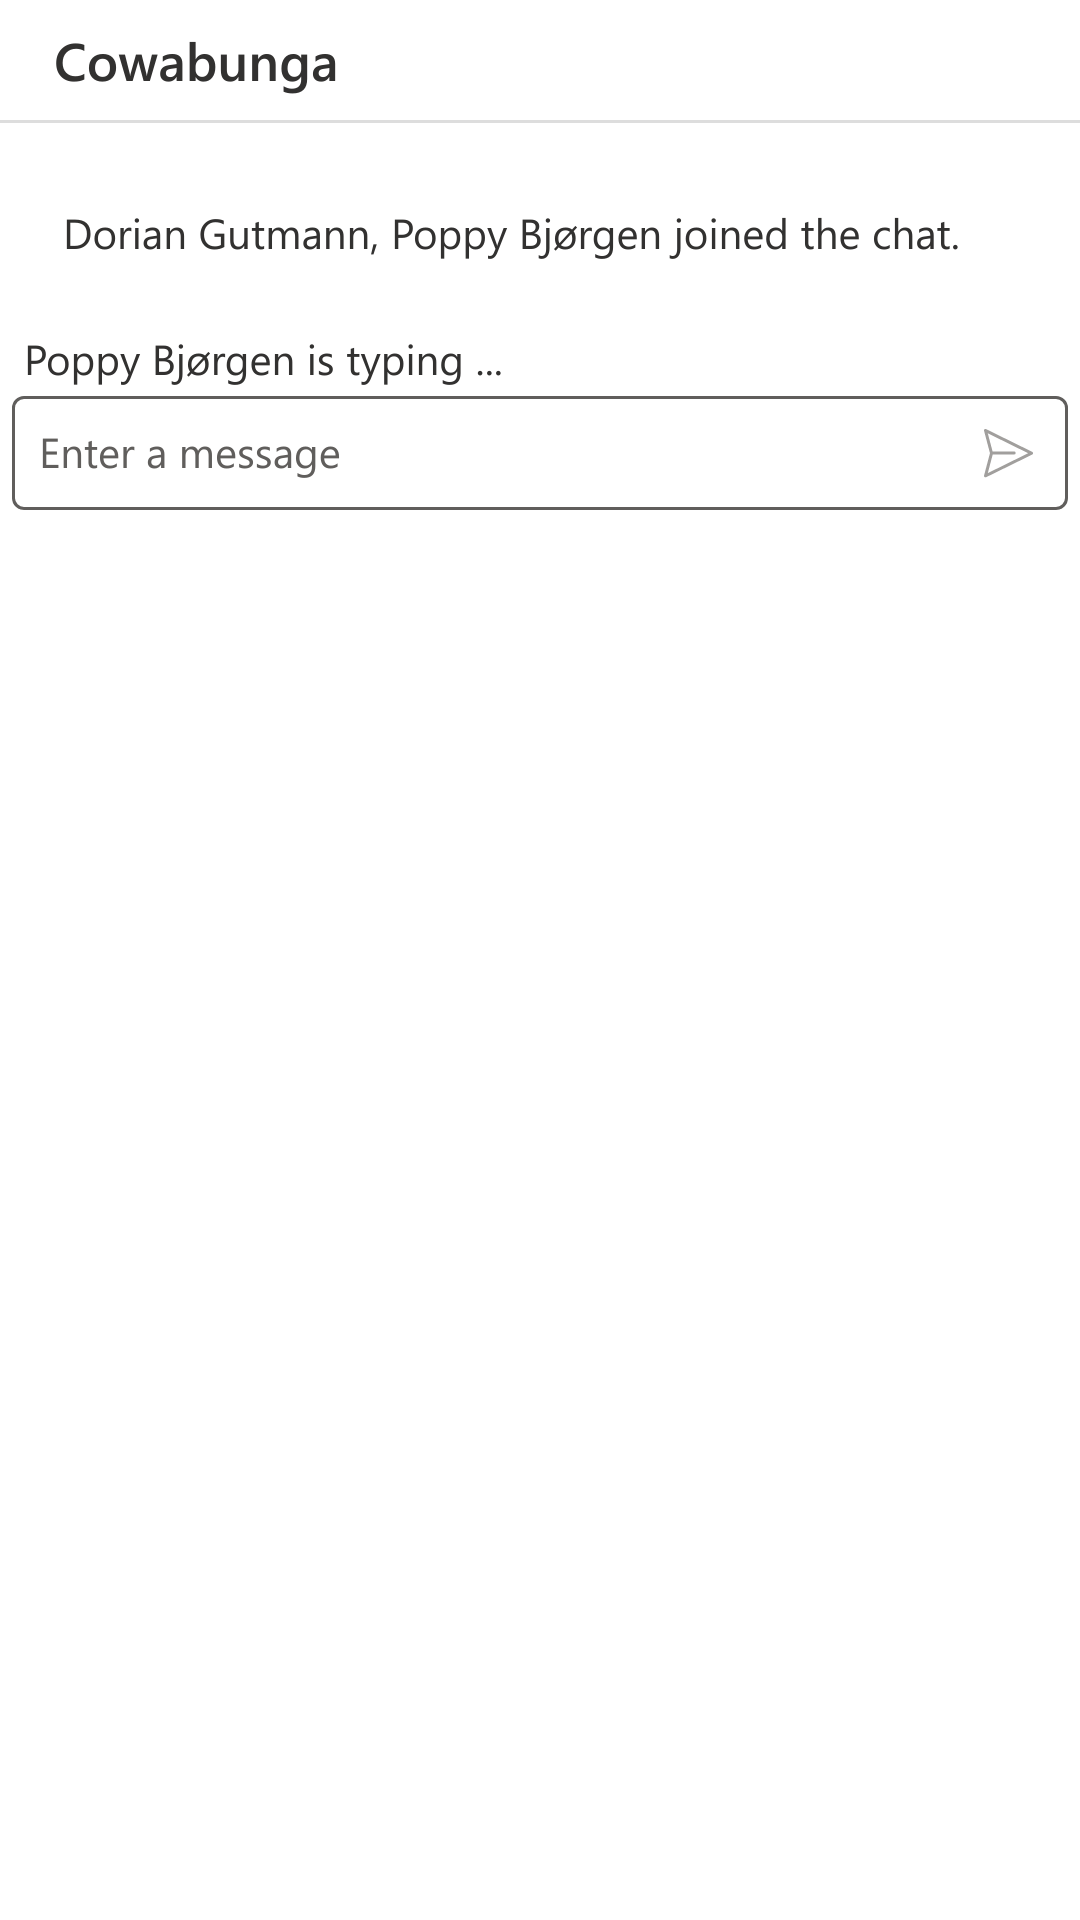 Cowabunga
Dorian Gutmann, Poppy Bjørgen joined the chat.
Poppy Bjørgen is typing ...
Enter a message